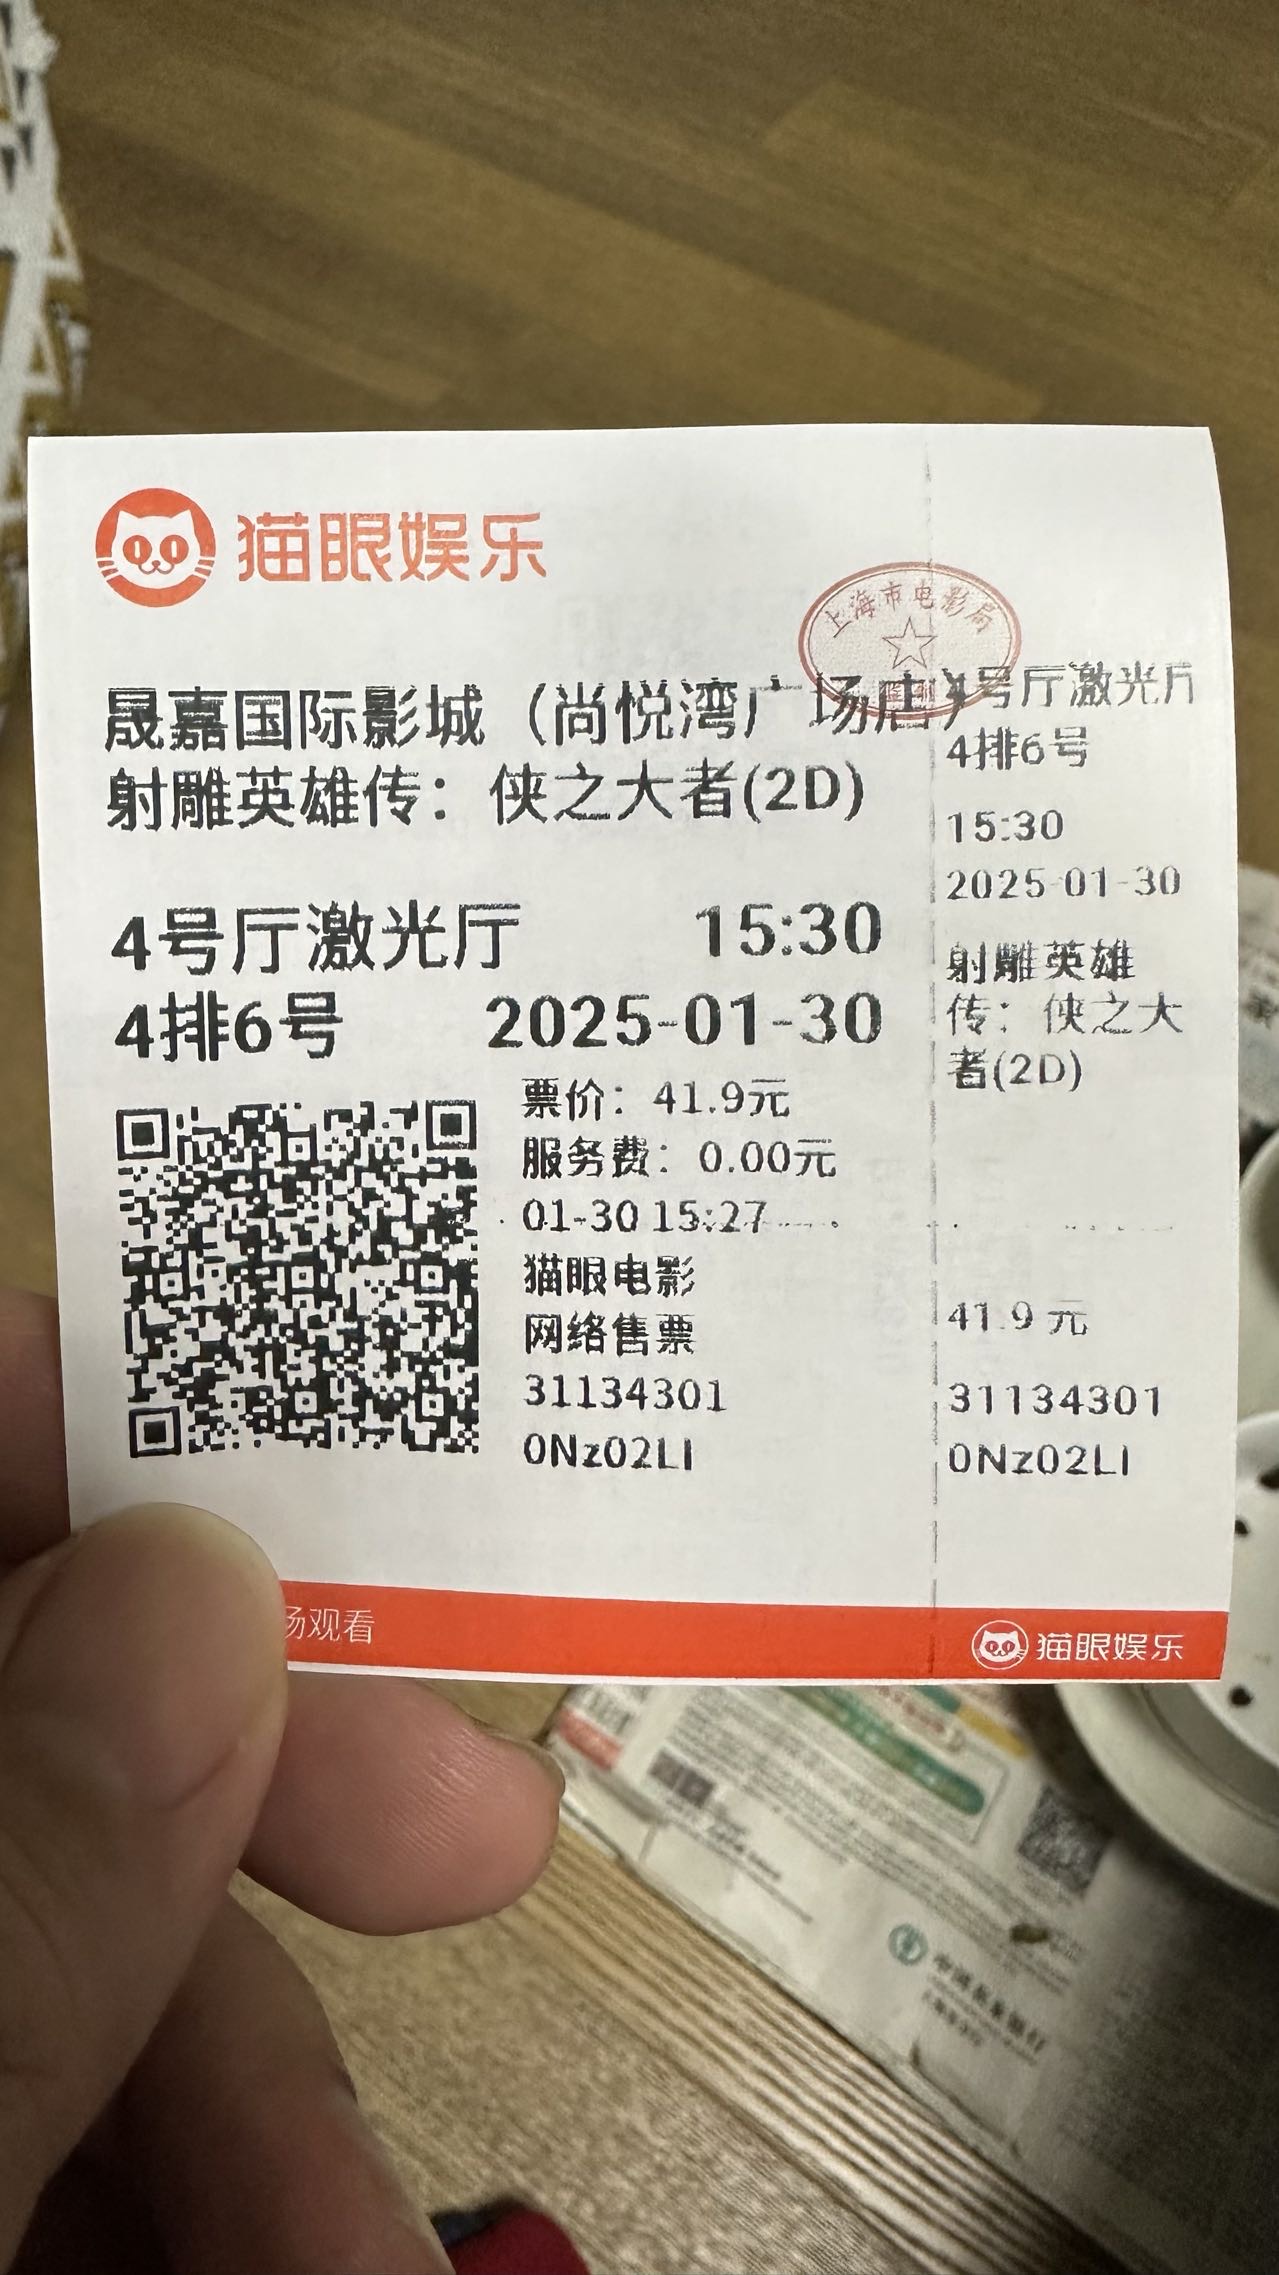 猫眼娱乐
上海市电影局
晟嘉国际影城（尚悦湾广场店）
射雕英雄传：侠之大者(2D)
4号厅激光厅 15:30
4排6号 2025-01-30
票价：41.9元
服务费：0.00元
01-30 15:27
猫眼电影
网络售票
31134301
0Nz02LI
4号厅激光厅
4排6号
15:30
2025-01-30
射雕英雄
传：侠之大
者(2D)
41.9 元
31134301
0Nz02LI
场观看
猫眼娱乐